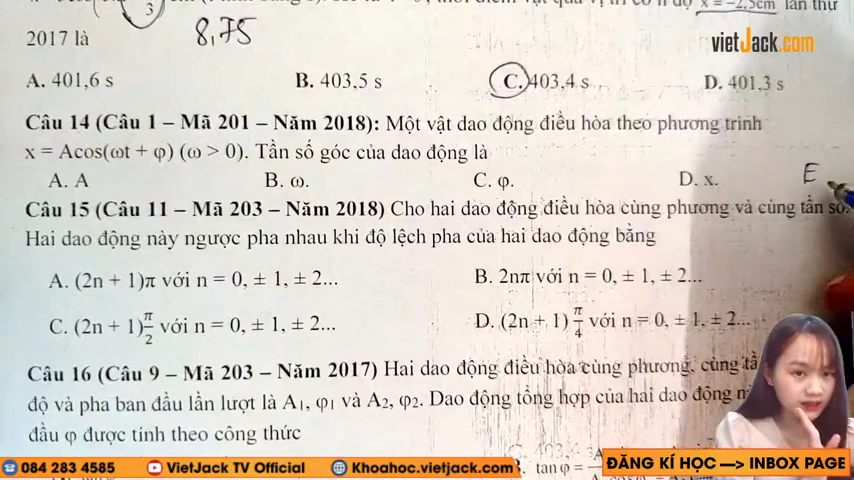 x = −2,5cm lần thứ
2017 là
8,75
vietJack.com
A. 401,6 s B. 403,5 s C. 403,4 s D. 401,3 s
Câu 14 (Câu 1 – Mã 201 – Năm 2018): Một vật dao động điều hòa theo phương trình
x = Acos(ωt + φ) (ω > 0). Tần số góc của dao động là
A. A B. ω. C. φ. D. x.
E
Câu 15 (Câu 11 – Mã 203 – Năm 2018) Cho hai dao động điều hòa cùng phương và cùng tần số.
Hai dao động này ngược pha nhau khi độ lệch pha của hai dao động bằng
A. (2n + 1)π với n = 0, ± 1, ± 2... B. 2nπ với n = 0, ± 1, ± 2...
C. (2n + 1)π/2 với n = 0, ± 1, ± 2... D. (2n + 1) π/4 với n = 0, ± 1, ± 2...
Câu 16 (Câu 9 – Mã 203 – Năm 2017) Hai dao động điều hòa cùng phương, cùng
độ và pha ban đầu lần lượt là A1, φ1 và A2, φ2. Dao động tổng hợp của hai dao động
đầu φ được tính theo công thức
tan φ =
084 283 4585 VietJack TV Official Khoahoc.vietjack.com ĐĂNG KÍ HỌC —> INBOX PAGE